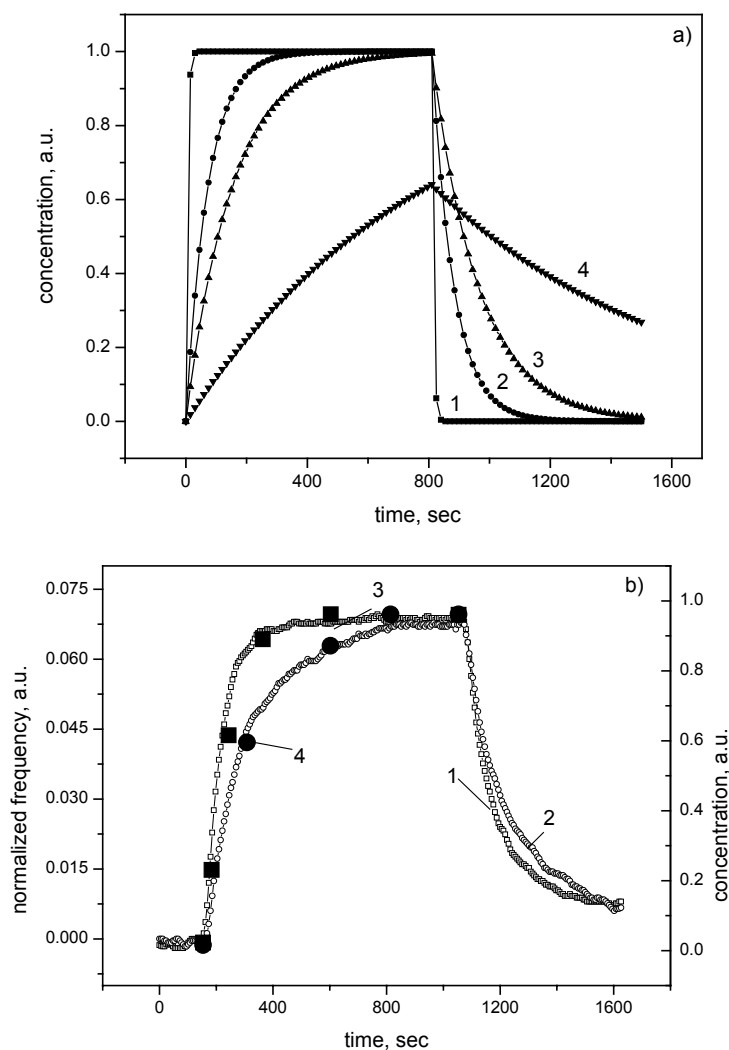 a)
1.0
0.8
0.6
0.4
0.2
0.0
concentration, a.u.
4
3
2
1
0 400 800 1200 1600
time, sec
b)
0.075
0.060
0.045
0.030
0.015
0.000
normalized frequency, a.u.
3
4
1
2
1.0
0.8
0.6
0.4
0.2
0.0
concentration, a.u.
0 400 800 1200 1600
time, sec